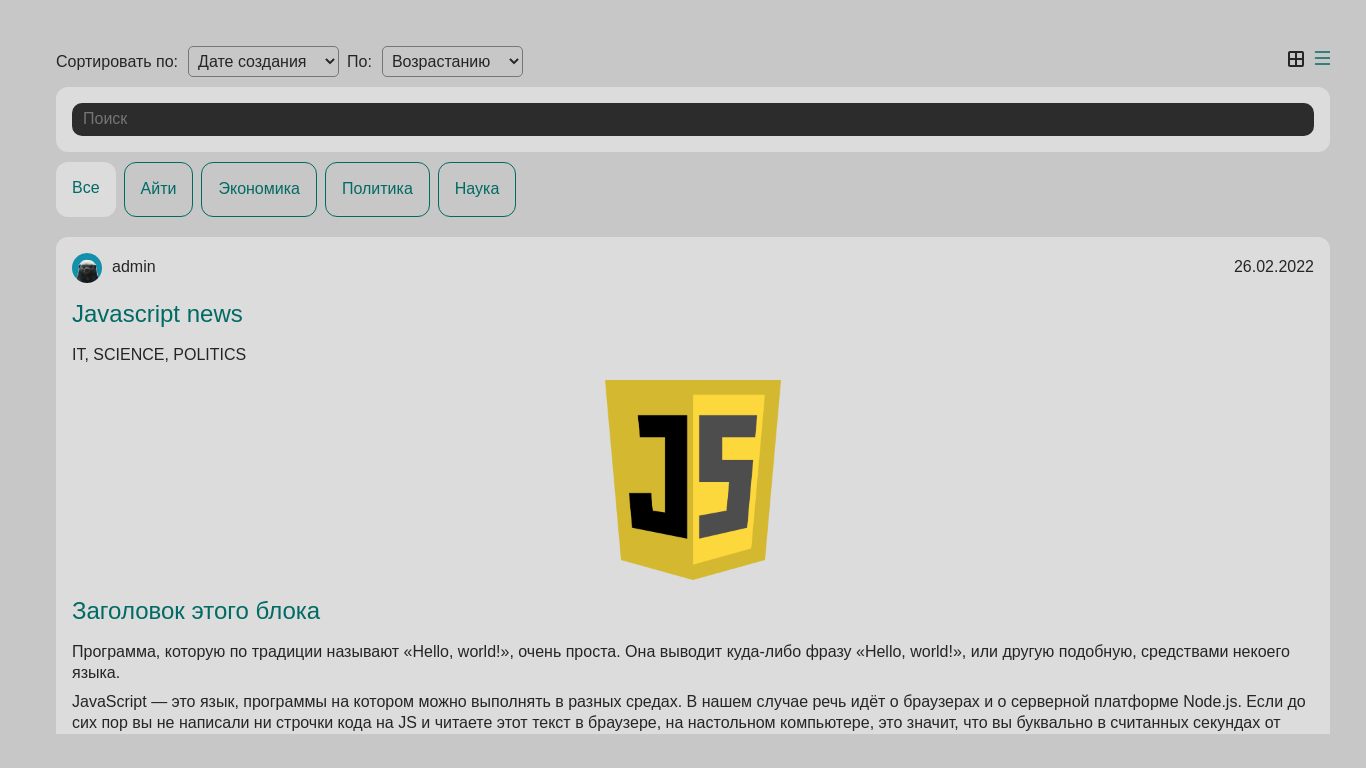 Сортировать по: Дате создания По: Возрастанию
Поиск
Все Айти Экономика Политика Наука
admin 26.02.2022
Javascript news
IT, SCIENCE, POLITICS
JS
Заголовок этого блока
Программа, которую по традиции называют «Hello, world!», очень проста. Она выводит куда-либо фразу «Hello, world!», или другую подобную, средствами некоего
языка.
JavaScript — это язык, программы на котором можно выполнять в разных средах. В нашем случае речь идёт о браузерах и о серверной платформе Node.js. Если до
сих пор вы не написали ни строчки кода на JS и читаете этот текст в браузере, на настольном компьютере, это значит, что вы буквально в считанных секундах от